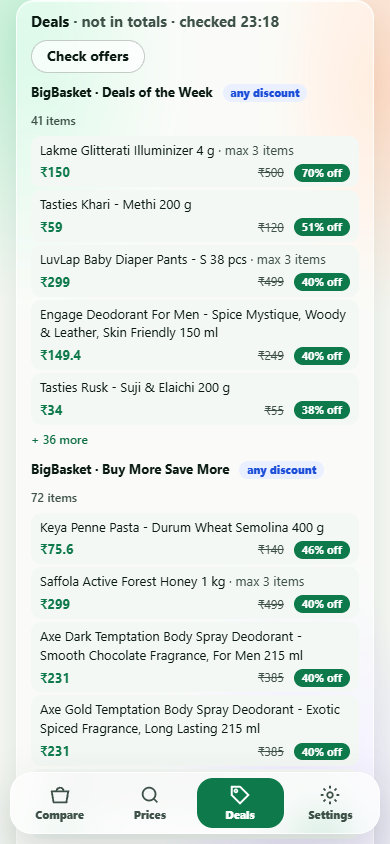 Deals · not in totals · checked 23:18
Check offers
BigBasket · Deals of the Week any discount
41 items
Lakme Glitterati Illuminizer 4 g · max 3 items
₹150 ₹500 70% off
Tasties Khari - Methi 200 g
₹59 ₹120 51% off
LuvLap Baby Diaper Pants - S 38 pcs · max 3 items
₹299 ₹499 40% off
Engage Deodorant For Men - Spice Mystique, Woody
& Leather, Skin Friendly 150 ml
₹149.4 ₹249 40% off
Tasties Rusk - Suji & Elaichi 200 g
₹34 ₹55 38% off
+ 36 more
BigBasket · Buy More Save More any discount
72 items
Keya Penne Pasta - Durum Wheat Semolina 400 g
₹75.6 ₹140 46% off
Saffola Active Forest Honey 1 kg · max 3 items
₹299 ₹499 40% off
Axe Dark Temptation Body Spray Deodorant -
Smooth Chocolate Fragrance, For Men 215 ml
₹231 ₹385 40% off
Axe Gold Temptation Body Spray Deodorant - Exotic
Spiced Fragrance, Long Lasting 215 ml
₹231 ₹385 40% off
Compare Prices Deals Settings